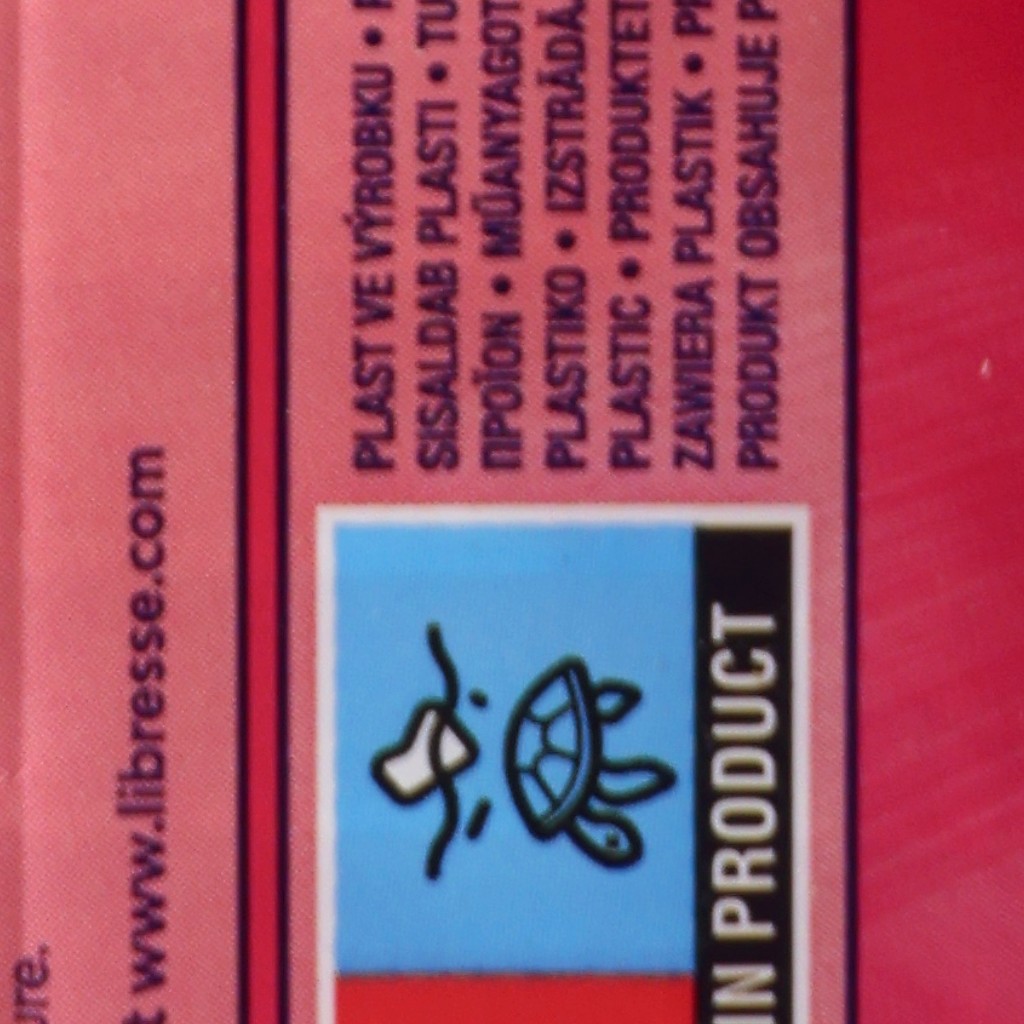 ure.
t www.libresse.com
PLAST VE VÝROBKU •
SISALDAB PLASTI • TU
ΠΡΟΪΟΝ • MŰANYAGOT
PLASTIKO • IZSTRĀDĀ
PLASTIC • PRODUKTET
ZAWIERA PLASTIK • PR
PRODUKT OBSAHUJE P
IN PRODUCT